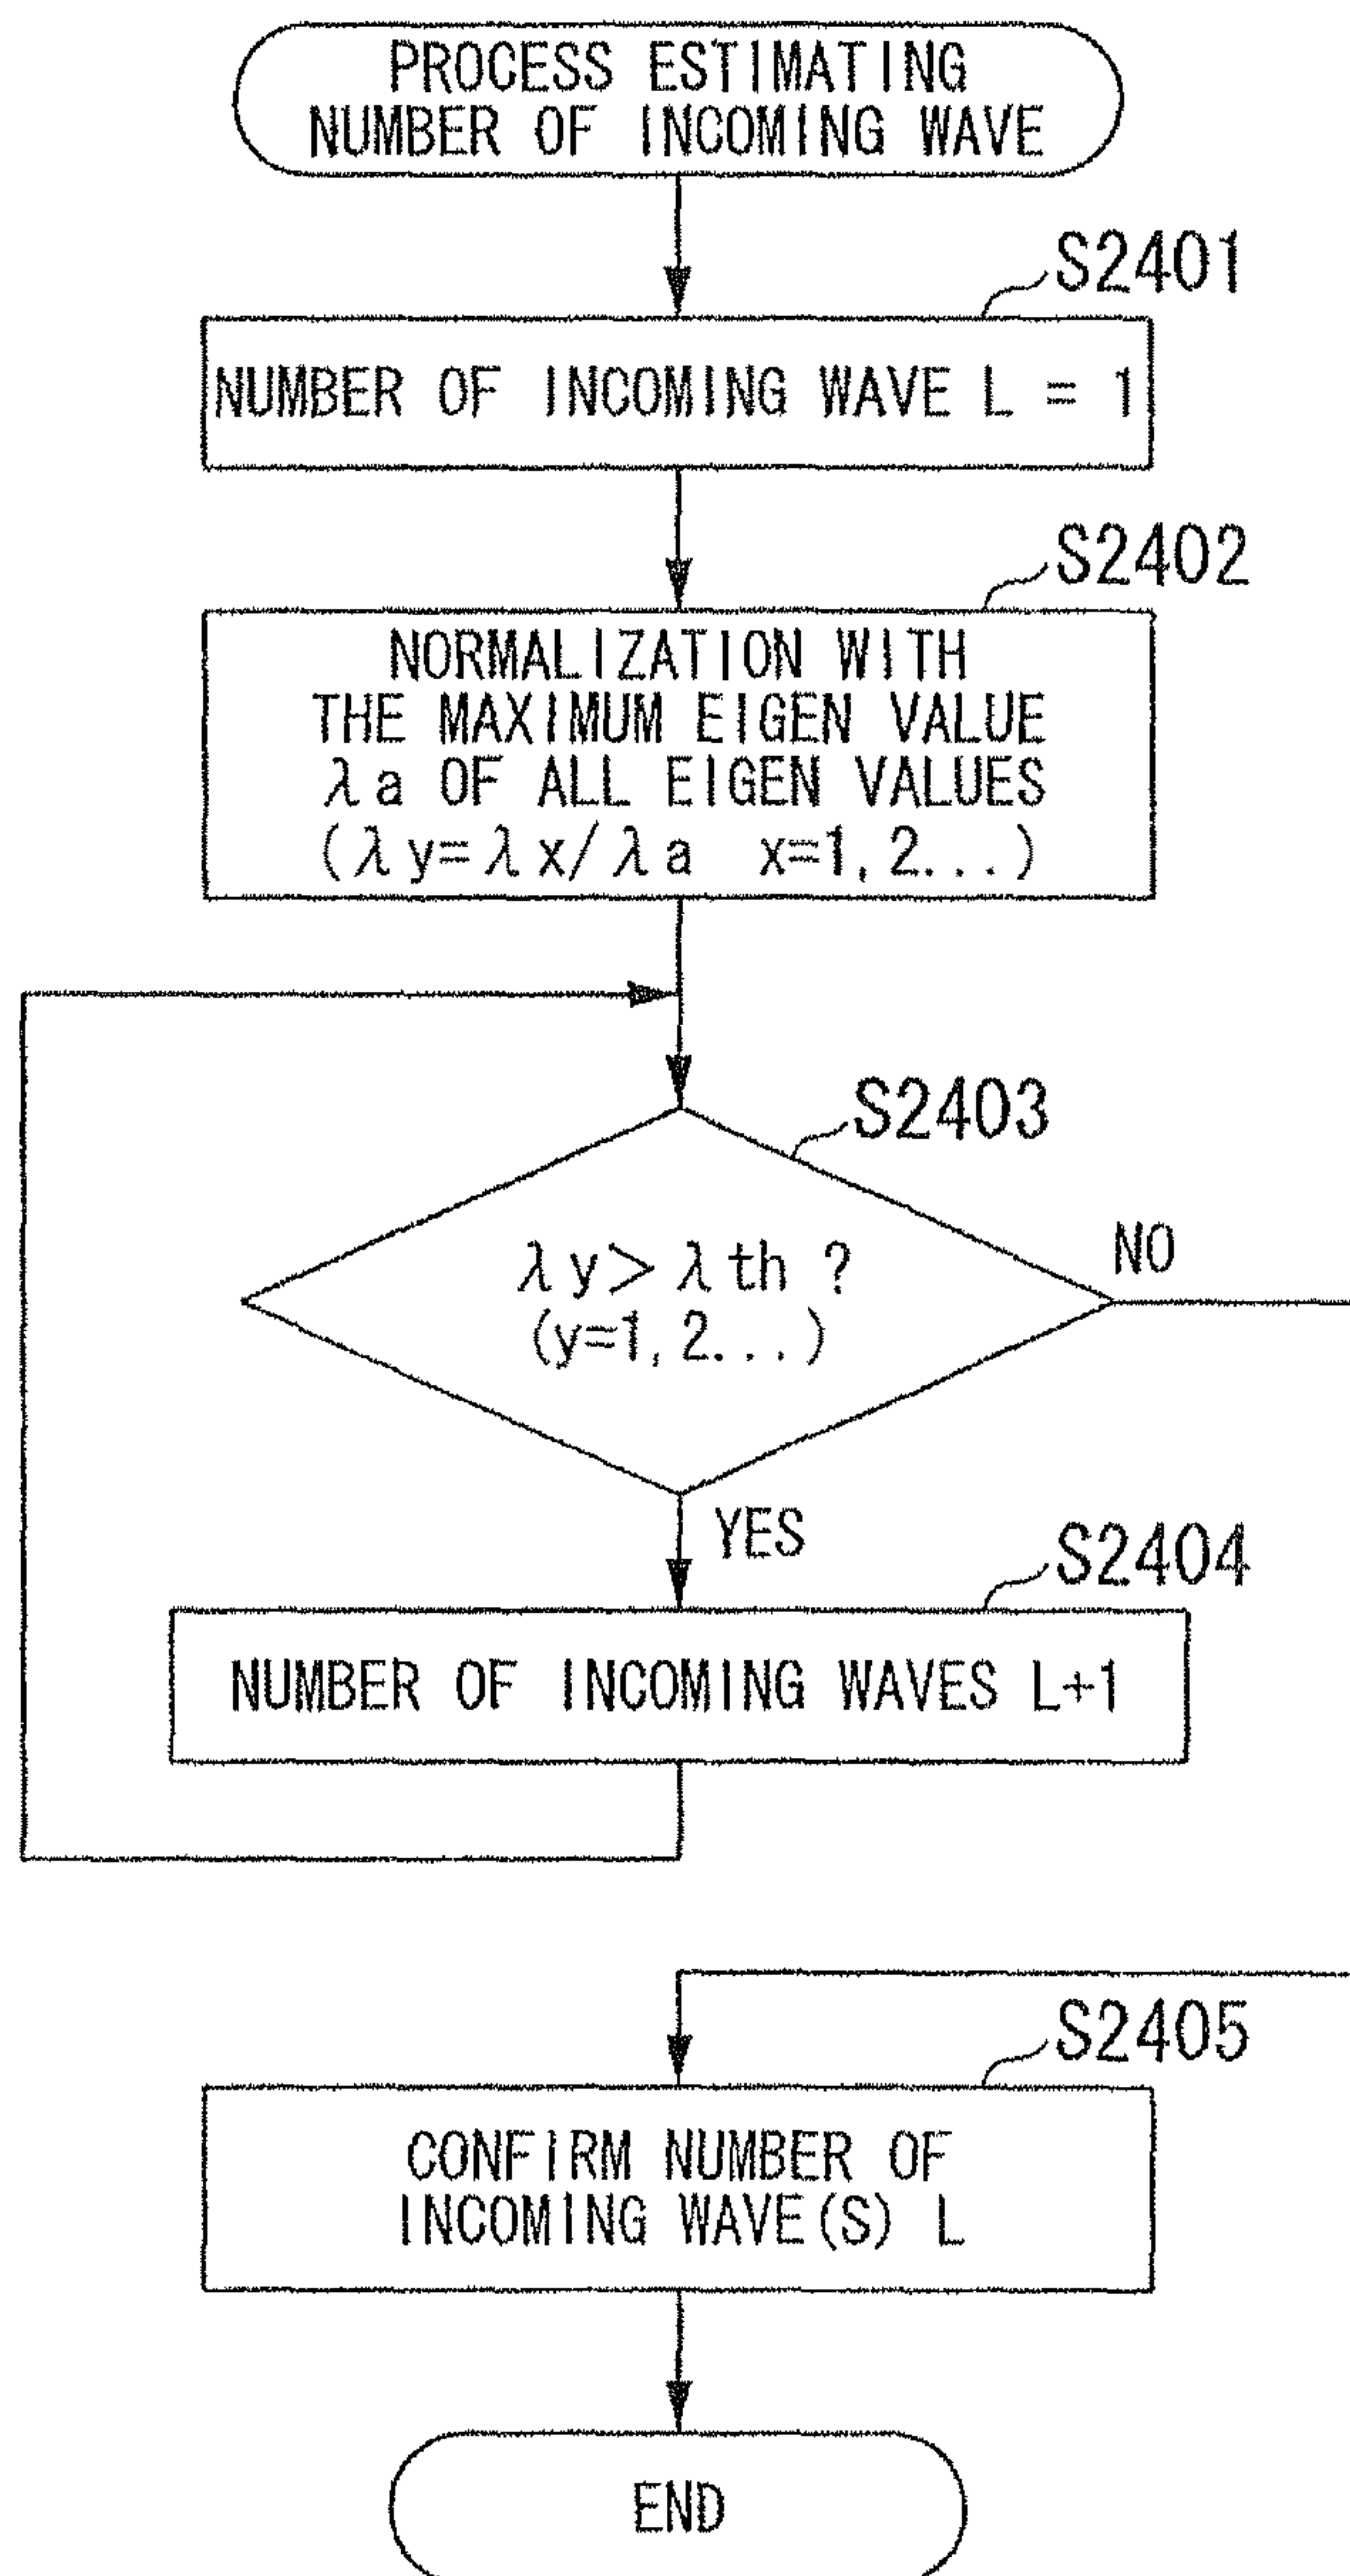 PROCESS ESTIMATING
NUMBER OF INCOMING WAVE
S2401
NUMBER OF INCOMING WAVE L = 1
S2402
NORMALIZATION WITH
THE MAXIMUM EIGEN VALUE
λa OF ALL EIGEN VALUES
(λy=λx/λa x=1, 2...)
S2403
λy>λth ?
(y=1, 2...)
NO
YES
S2404
NUMBER OF INCOMING WAVES L+1
S2405
CONFIRM NUMBER OF
INCOMING WAVE(S) L
END